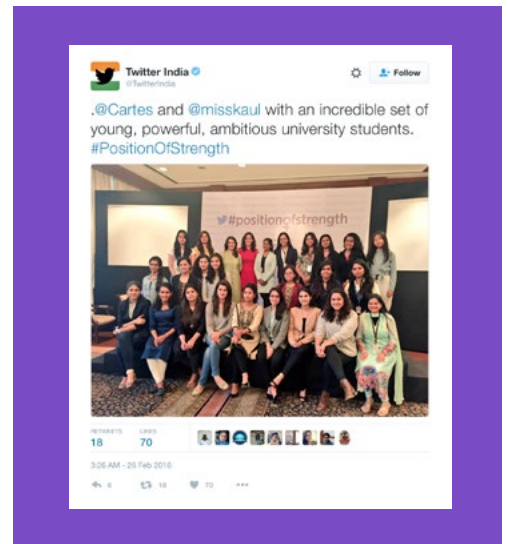 Twitter India
@TwitterIndia
Follow
.@Cartes and @misskaul with an incredible set of
young, powerful, ambitious university students.
#PositionOfStrength
#positionofstrength
RETWEETS LIKES
18 70
3:26 AM - 26 Feb 2016
6 18 70